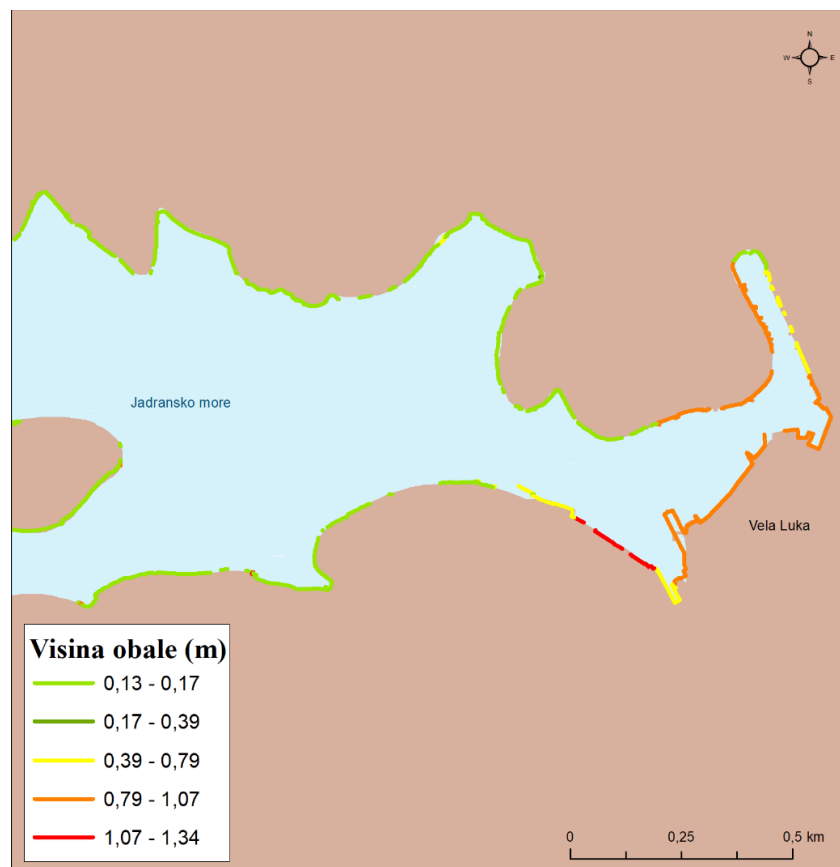 N
W E
S
Jadransko more
Vela Luka
Visina obale (m)
0,13 - 0,17
0,17 - 0,39
0,39 - 0,79
0,79 - 1,07
1,07 - 1,34
0 0,25 0,5 km